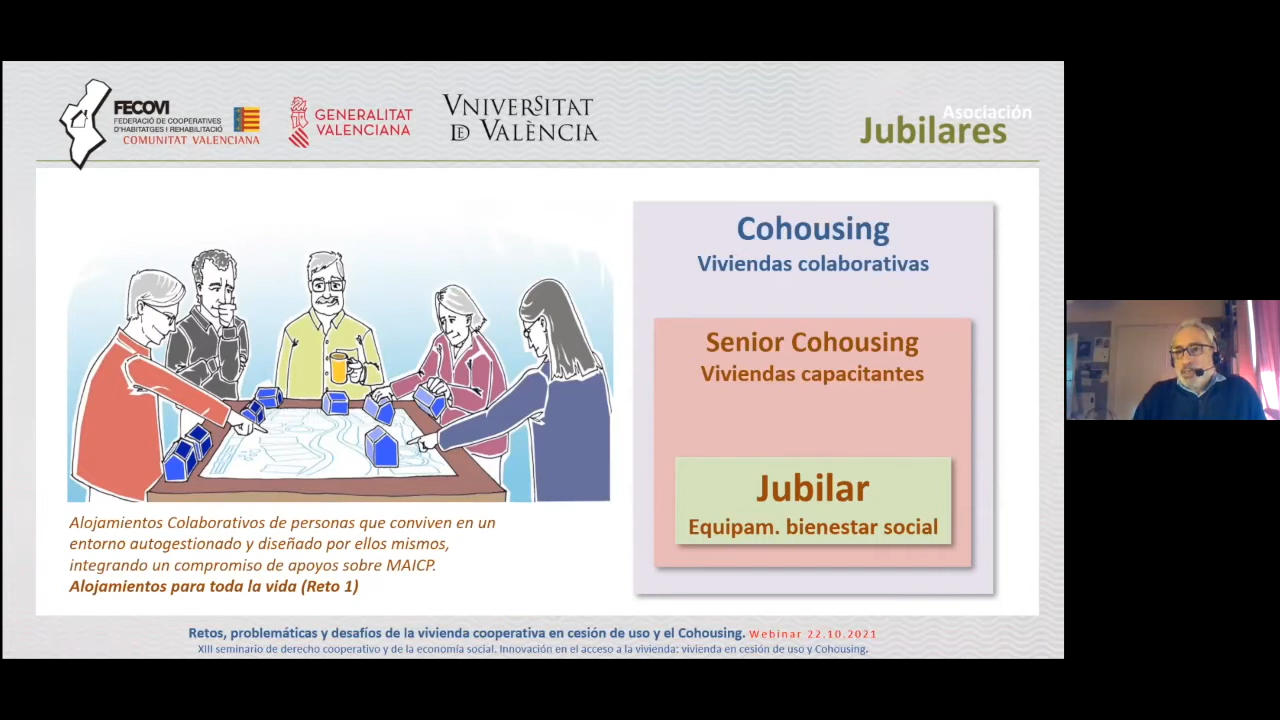 FECOVI
FEDERACIÓ DE COOPERATIVES
D'HABITATGES I REHABILITACIÓ
COMUNITAT VALENCIANA
GENERALITAT
VALENCIANA
VNIVERSITAT
DE VALÈNCIA
Asociación
Jubilares
Cohousing
Viviendas colaborativas
Senior Cohousing
Viviendas capacitantes
Jubilar
Equipam. bienestar social
Alojamientos Colaborativos de personas que conviven en un
entorno autogestionado y diseñado por ellos mismos,
integrando un compromiso de apoyos sobre MAICP.
Alojamientos para toda la vida (Reto 1)
Retos, problemáticas y desafíos de la vivienda cooperativa en cesión de uso y el Cohousing. Webinar 22.10.2021
XIII seminario de derecho cooperativo y de la economía social. Innovación en el acceso a la vivienda: vivienda en cesión de uso y Cohousing.